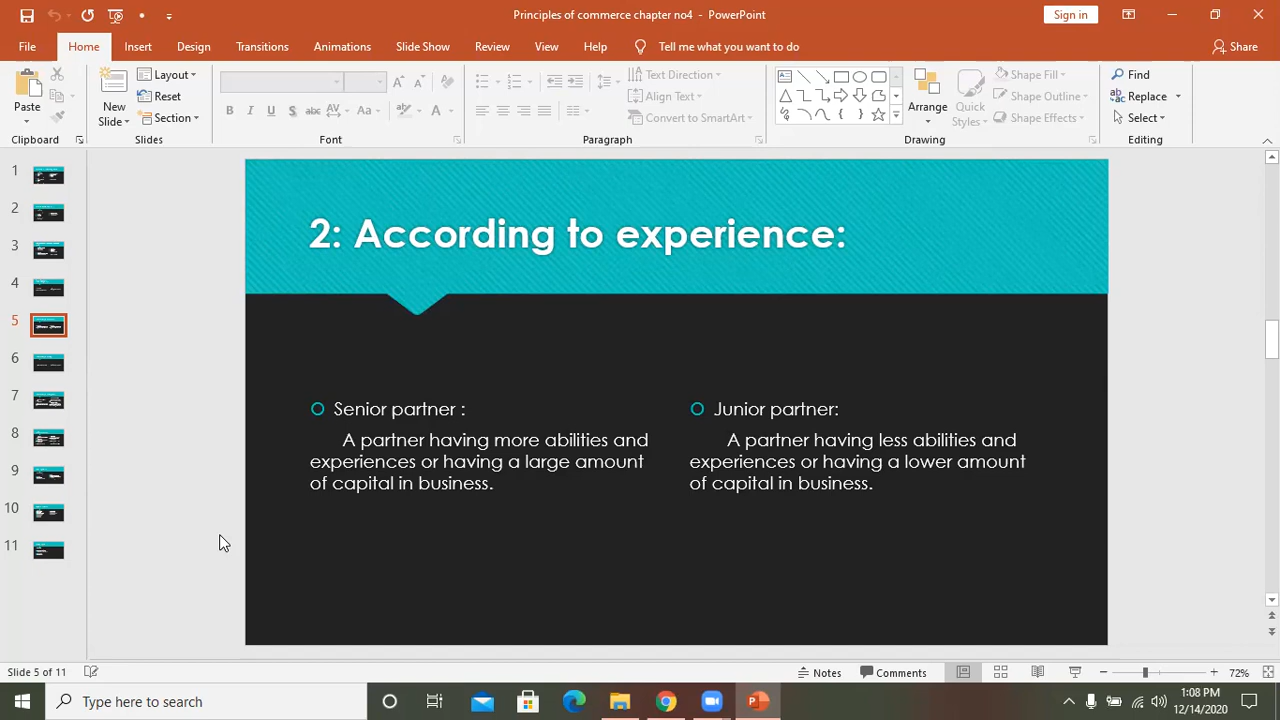 Principles of commerce chapter no4 - PowerPoint
Sign in
File Home Insert Design Transitions Animations Slide Show Review View Help Tell me what you want to do Share
Paste
Clipboard
New Slide
Layout
Reset
Section
Slides
B I U S abc AV Aa A
Font
Text Direction
Align Text
Convert to SmartArt
Paragraph
Arrange
Quick Styles
Shape Fill
Shape Outline
Shape Effects
Drawing
Find
Replace
Select
Editing
1
2
3
4
5
6
7
8
9
10
11
2: According to experience:
Senior partner :
A partner having more abilities and
experiences or having a large amount
of capital in business.
Junior partner:
A partner having less abilities and
experiences or having a lower amount
of capital in business.
Slide 5 of 11
Notes
Comments
72%
Type here to search
1:08 PM
12/14/2020